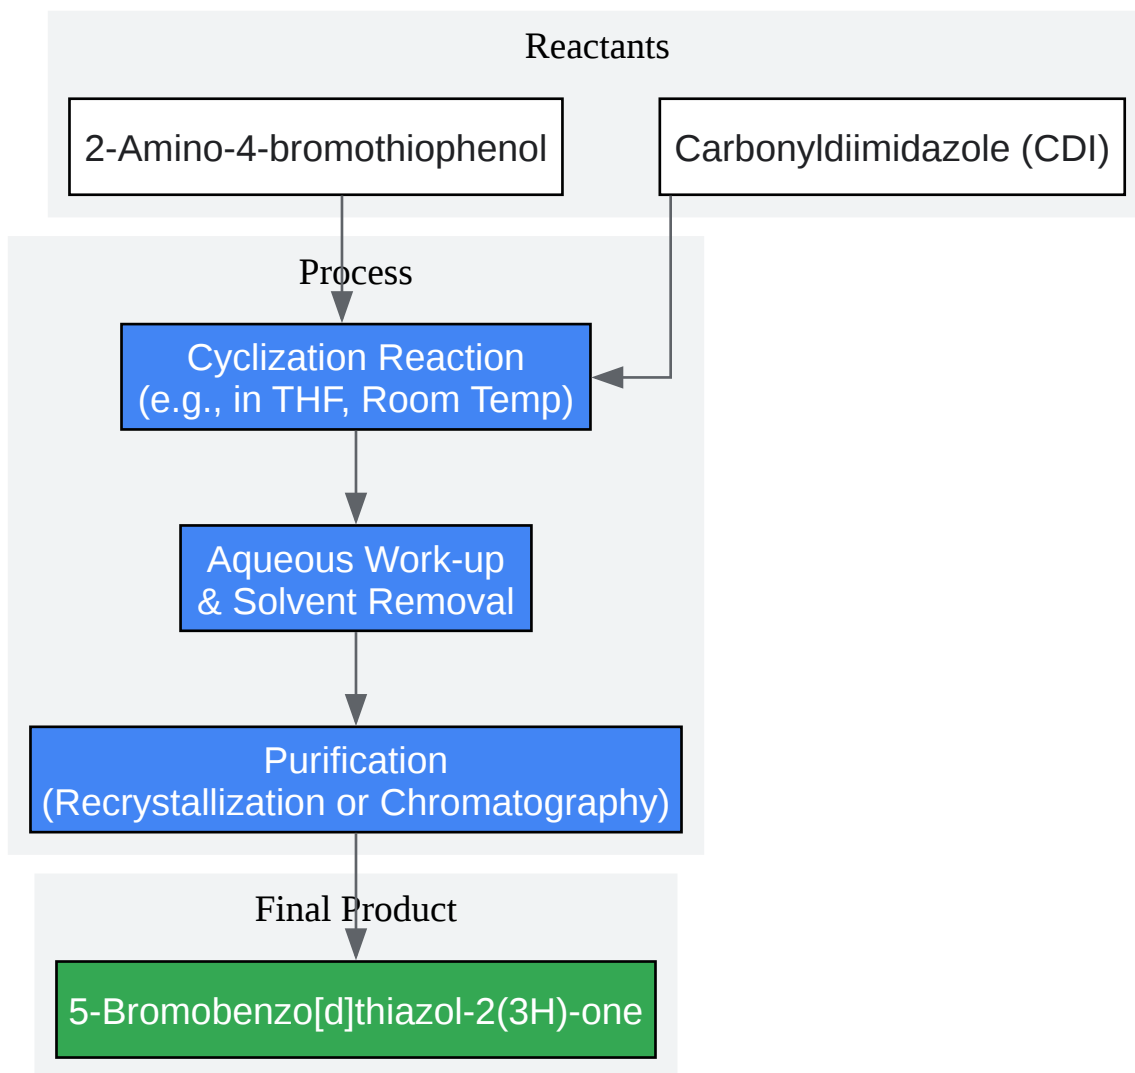 Reactants
2-Amino-4-bromothiophenol
Carbonyldiimidazole (CDI)
Process
Cyclization Reaction
(e.g., in THF, Room Temp)
Aqueous Work-up
& Solvent Removal
Purification
(Recrystallization or Chromatography)
Final Product
5-Bromobenzo[d]thiazol-2(3H)-one